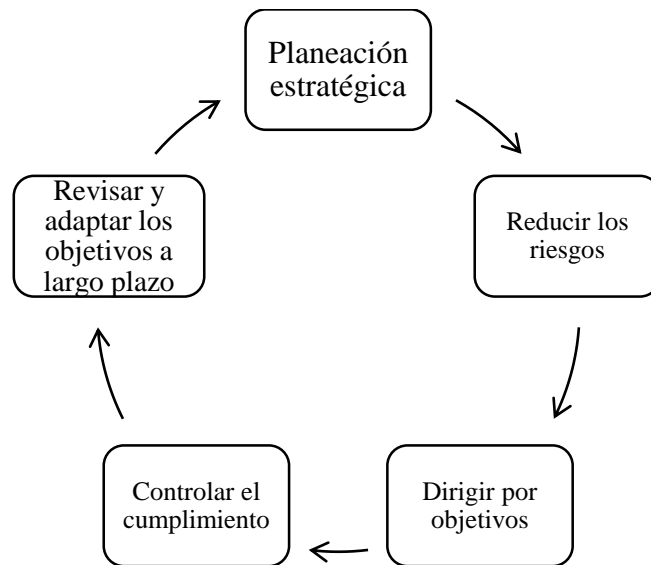 Planeación
estratégica
Reducir los
riesgos
Dirigir por
objetivos
Controlar el
cumplimiento
Revisar y
adaptar los
objetivos a
largo plazo